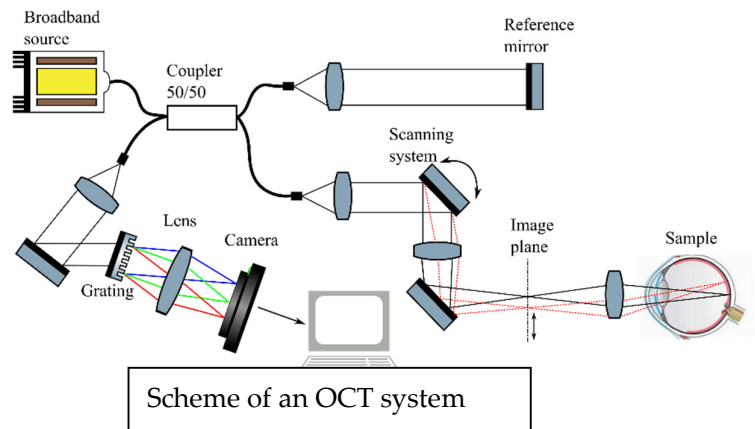 Broadband
source
Coupler
50/50
Reference
mirror
Scanning
system
Lens
Camera
Grating
Image
plane
Sample
Scheme of an OCT system